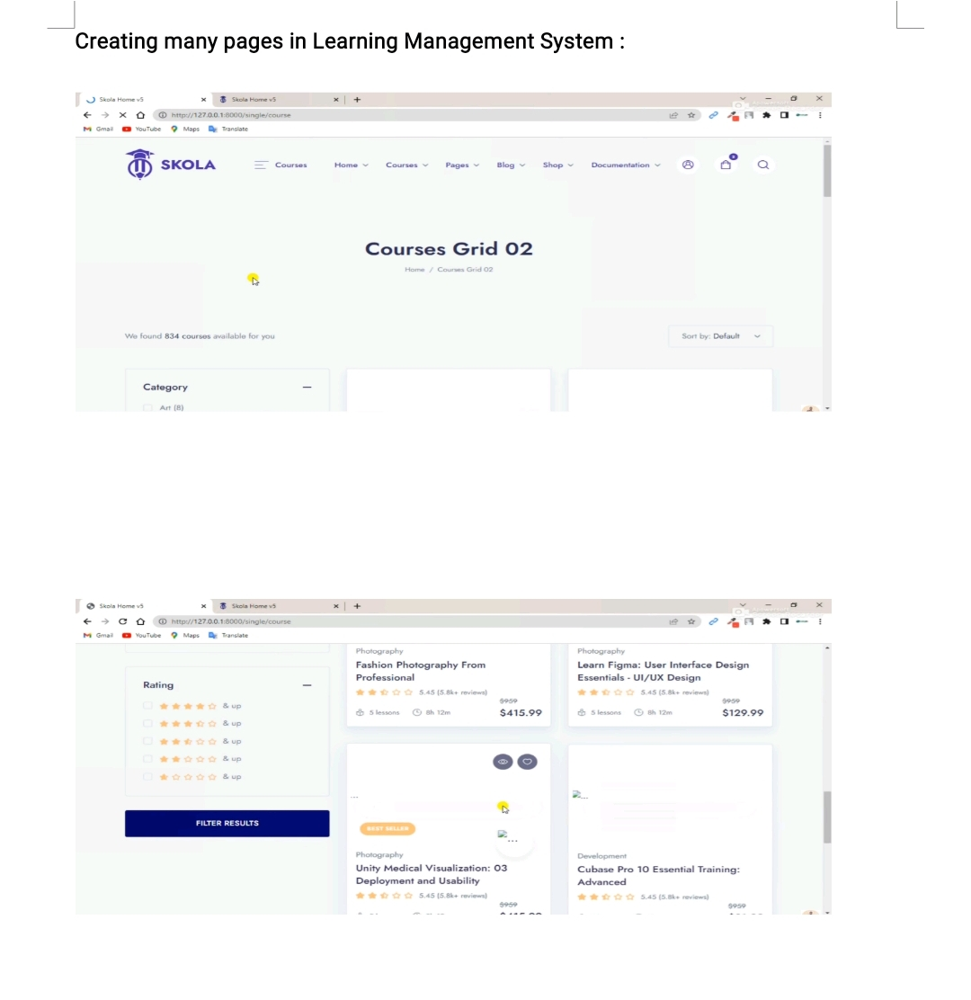 Creating many pages in Learning Management System :
Skola Home v5
Skola Home v5
http://127.0.0.1:8000/single/course
Gmail YouTube Maps Translate
SKOLA Courses Home Courses Pages Blog Shop Documentation
Courses Grid 02
Home / Courses Grid 02
We found 834 courses available for you
Sort by: Default
Category
Art (8)
Skola Home v5
Skola Home v5
http://127.0.0.1:8000/single/course
Gmail YouTube Maps Translate
Rating
& up
& up
& up
& up
& up
FILTER RESULTS
Photography
Fashion Photography From
Professional
5.45 (5.8k+ reviews)
$959
5 lessons 8h 12m $415.99
Photography
Learn Figma: User Interface Design
Essentials - UI/UX Design
5.45 (5.8k+ reviews)
$959
5 lessons 8h 12m $129.99
...
BEST SELLER
...
Photography
Unity Medical Visualization: 03
Deployment and Usability
5.45 (5.8k+ reviews)
$959
...
Development
Cubase Pro 10 Essential Training:
Advanced
5.45 (5.8k+ reviews)
$959